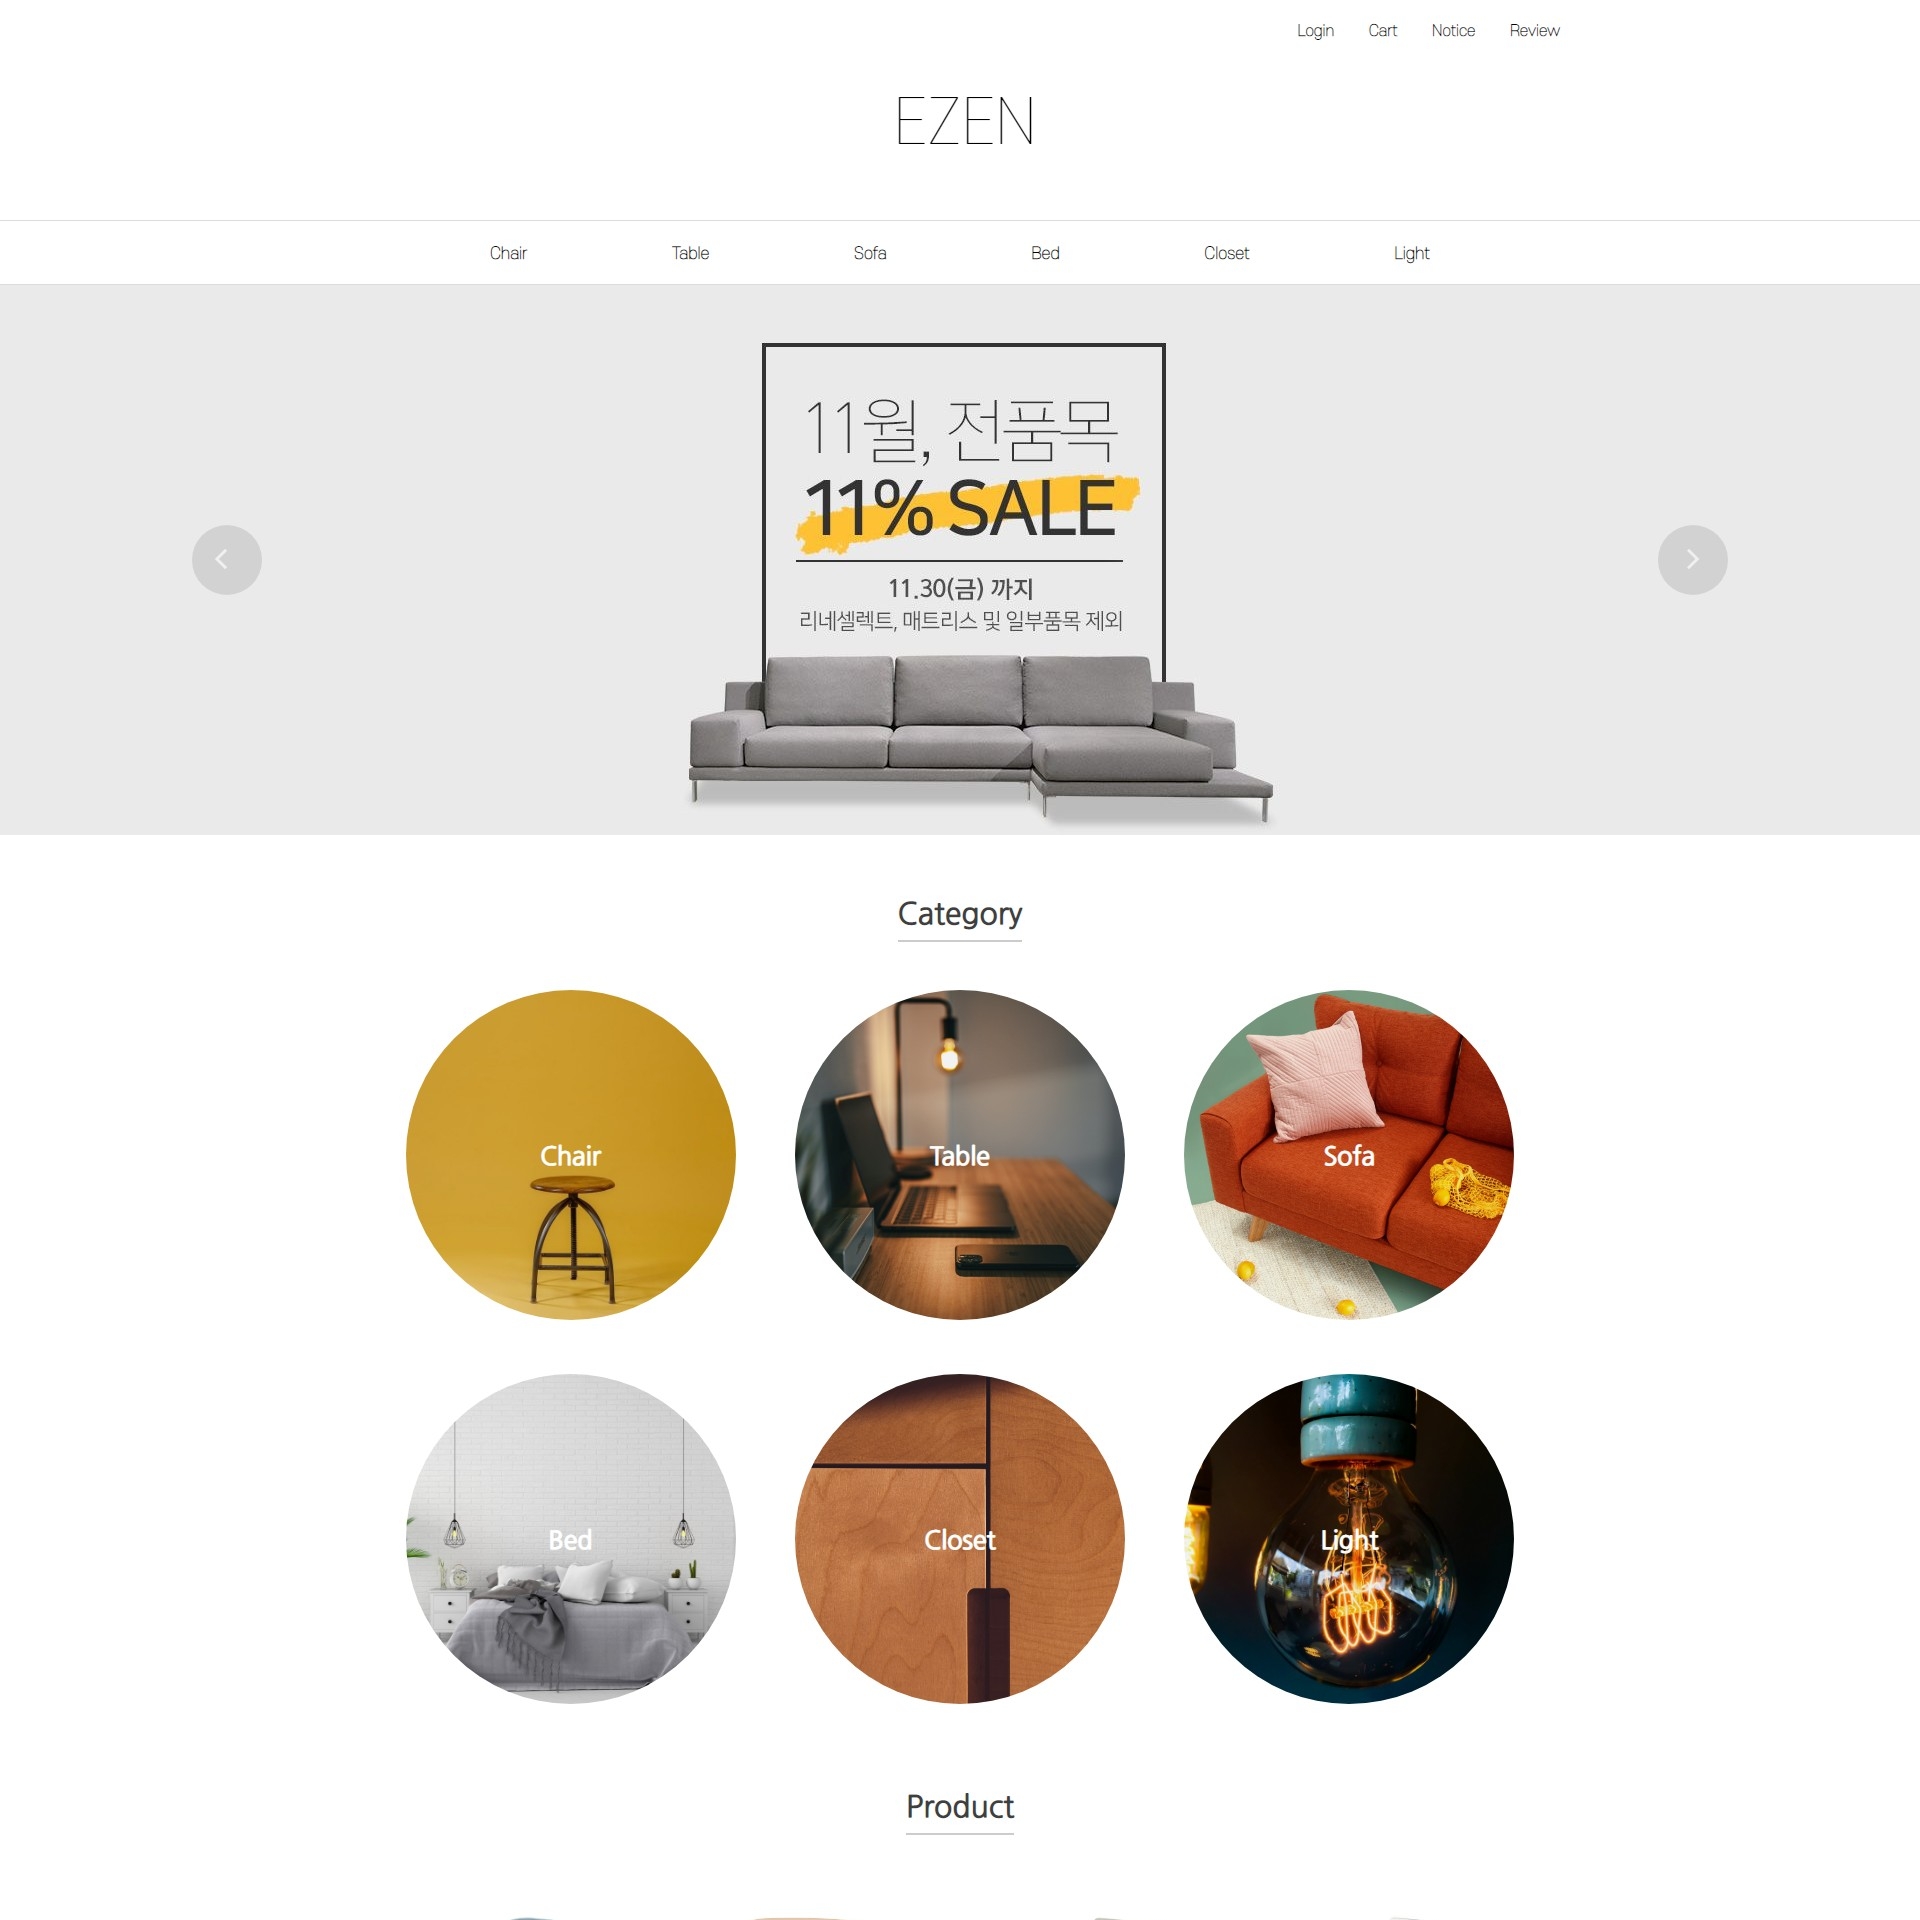 Login Cart Notice Review
EZEN
Chair Table Sofa Bed Closet Light
11월, 전품목
11% SALE
11.30(금) 까지
리네셀렉트, 매트리스 및 일부품목 제외
Category
Chair Table Sofa
Bed Closet Light
Product